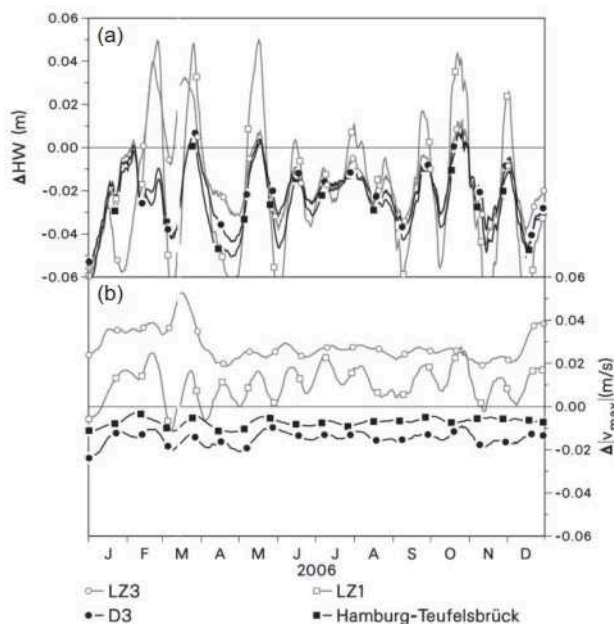 (a)
0.06
0.04
0.02
0.00
-0.02
-0.04
-0.06
ΔHW (m)
(b)
0.06
0.04
0.02
0.00
-0.02
-0.04
-0.06
Δ|vmax|(m/s)
J F M A M J J A S O N D
2006
LZ3 LZ1
D3 Hamburg-Teufelsbrück